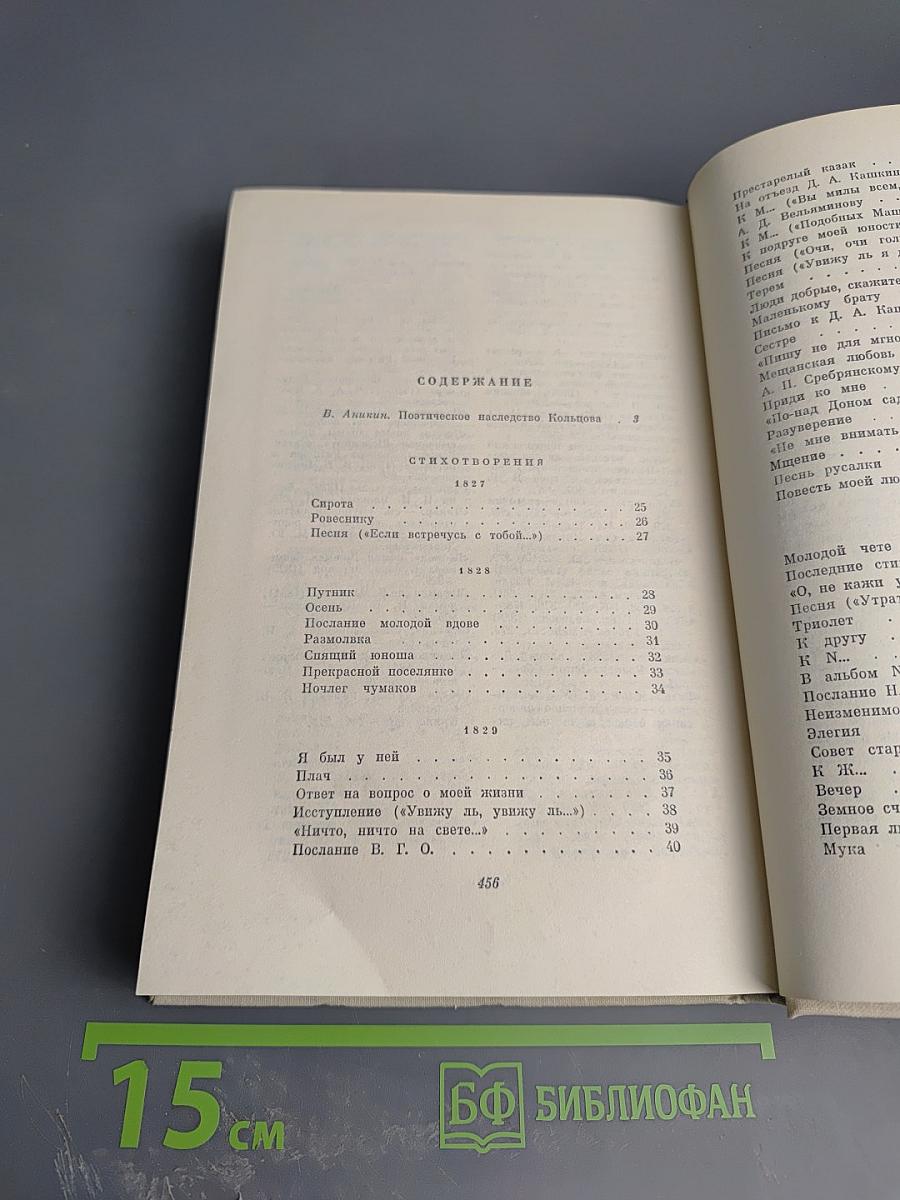 СОДЕРЖАНИЕ
В. Аникин. Поэтическое наследство Кольцова . 3
СТИХОТВОРЕНИЯ
1827
Сирота . . . . . . . . . . . . . . . . 25
Ровеснику . . . . . . . . . . . . . . 26
Песня («Если встречусь с тобой...») . . . . . 27
1828
Путник . . . . . . . . . . . . . . . 28
Осень . . . . . . . . . . . . . . . . 29
Послание молодой вдове . . . . . . . . . 30
Размолвка . . . . . . . . . . . . . . 31
Спящий юноша . . . . . . . . . . . . 32
Прекрасной поселянке . . . . . . . . . . 33
Ночлег чумаков . . . . . . . . . . . . 34
1829
Я был у ней . . . . . . . . . . . . . 35
Плач . . . . . . . . . . . . . . . . 36
Ответ на вопрос о моей жизни . . . . . . . 37
Исступление («Увижу ль, увижу ль...») . . . . 38
«Ничто, ничто на свете...» . . . . . . . . . 39
Послание В. Г. О. . . . . . . . . . . . . 40
456
Престарелый казак . .
На отъезд Д. А. Кашкин
К М... («Вы милы всем,
А. Д. Вельяминову . .
К М... («Подобных Маш
К подруге моей юности
Песня («Очи, очи гол
Песня («Увижу ль я д
Терем . . . . . .
Люди добрые, скажите
Маленькому брату
Письмо к Д. А. Каш
Сестре . . . . .
«Пишу не для мгно
Мещанская любовь
А. П. Сребрянскому
Приди ко мне .
«По-над Доном сад
Разуверение . .
«Не мне внимать
Мщение . . . .
Песнь русалки
Повесть моей лю
Молодой чете
Последние сти
«О, не кажи у
Песня («Утрат
Триолет .
К другу .
К N... . .
В альбом N
Послание Н.
Неизменимо
Элегия
Совет стар
К Ж... .
Вечер .
Земное сч
Первая л
Мука
15 см
БФ БИБЛИОФАН